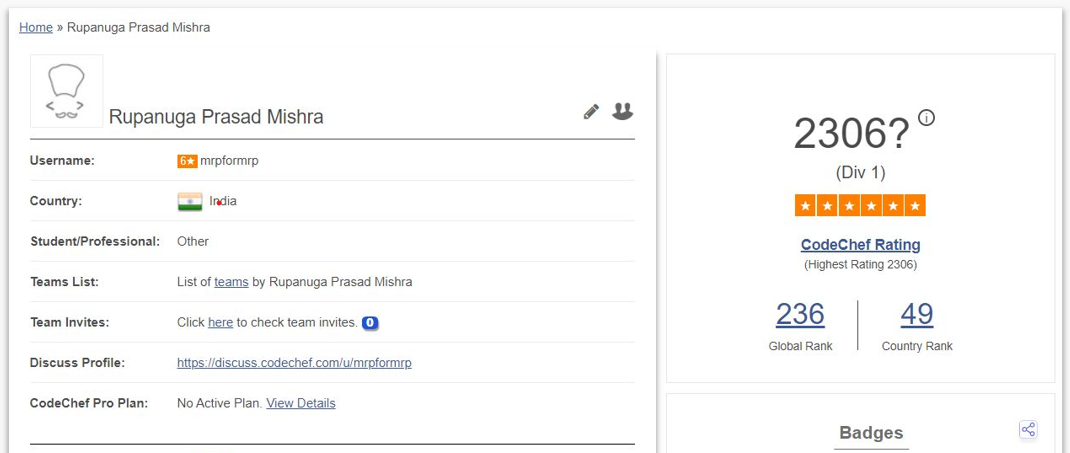 Home » Rupanuga Prasad Mishra
Rupanuga Prasad Mishra
Username: 6★ mrpformrp
Country: India
Student/Professional: Other
Teams List: List of teams by Rupanuga Prasad Mishra
Team Invites: Click here to check team invites. 0
Discuss Profile: https://discuss.codechef.com/u/mrpformrp
CodeChef Pro Plan: No Active Plan. View Details
2306? i
(Div 1)
★★★★★★
CodeChef Rating
(Highest Rating 2306)
236 49
Global Rank Country Rank
Badges